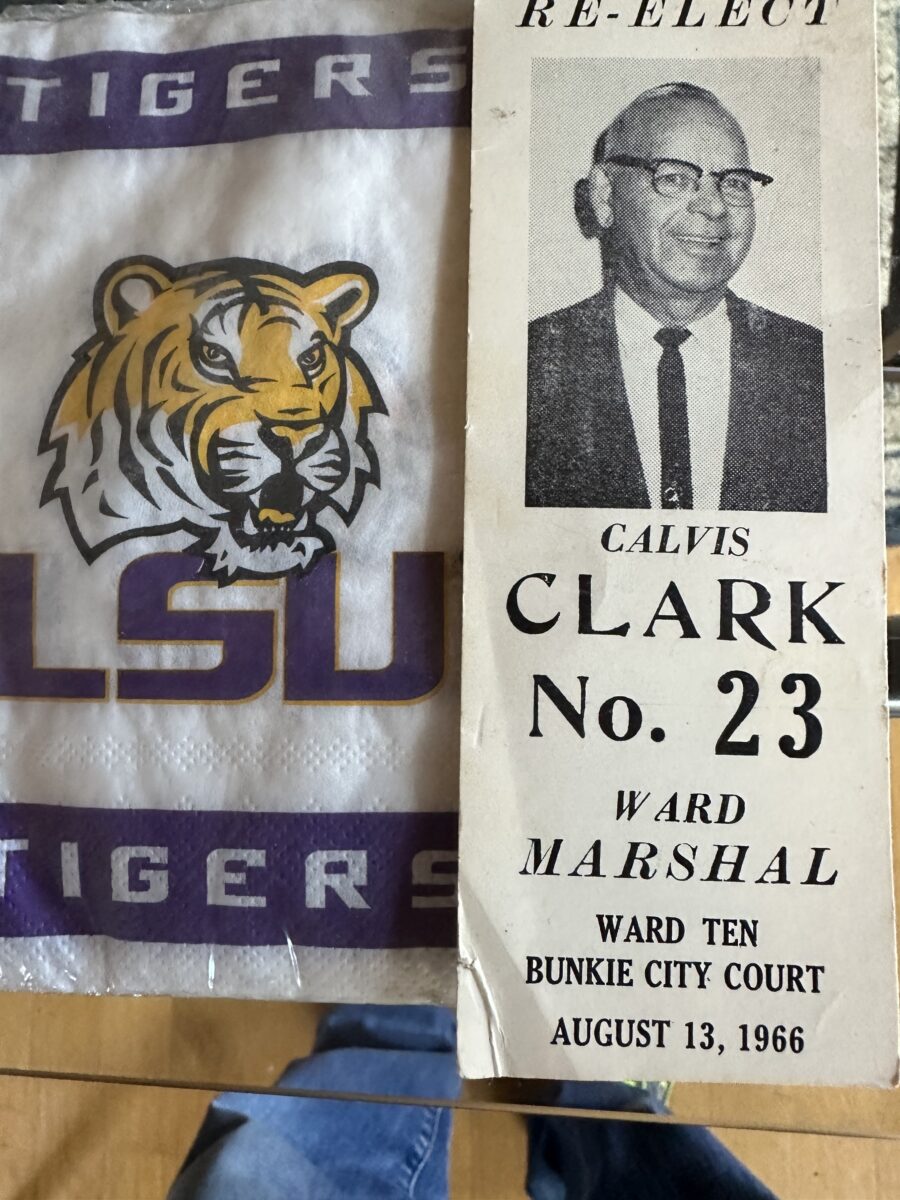 TIGERS
LSU
TIGERS
RE-ELECT
CALVIS
CLARK
No. 23
WARD
MARSHAL
WARD TEN
BUNKIE CITY COURT
AUGUST 13, 1966